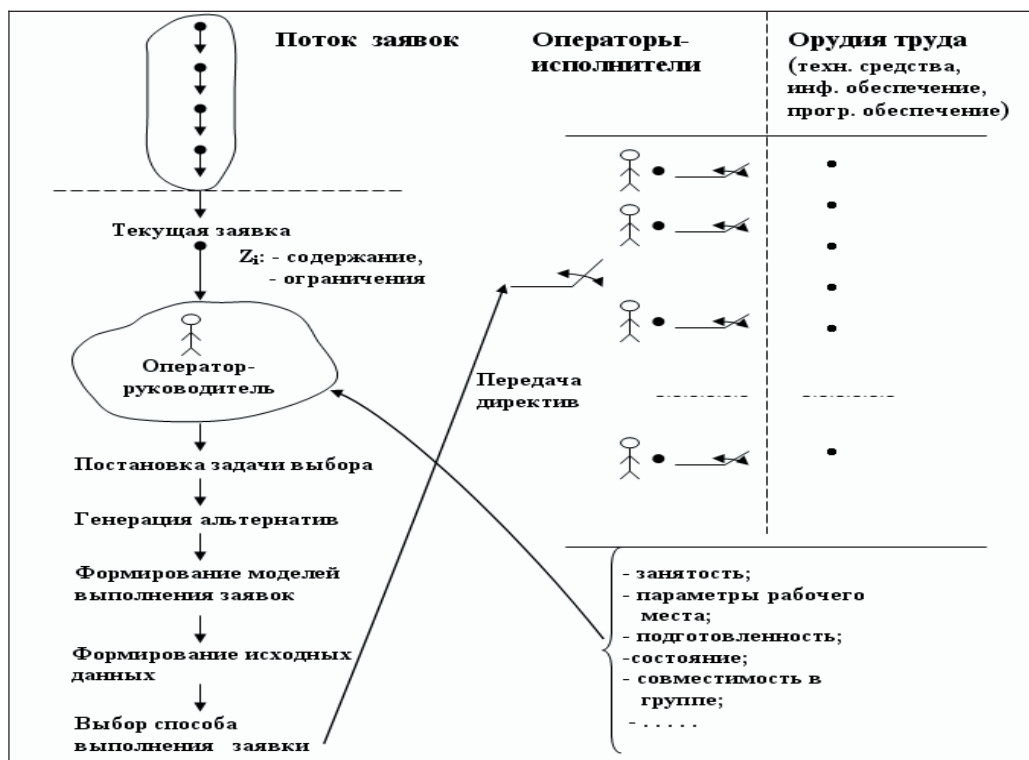 Поток заявок
Операторы-
исполнители
Орудия труда
(техн. средства,
инф. обеспечение,
прогр. обеспечение)
Текущая заявка
Zi: - содержание,
- ограничения
Оператор-
руководитель
Передача
директив
Постановка задачи выбора
Генерация альтернатив
Формирование моделей
выполнения заявок
Формирование исходных
данных
Выбор способа
выполнения заявки
- занятость;
- параметры рабочего
места;
- подготовленность;
-состояние;
- совместимость в
группе;
- . . . . .